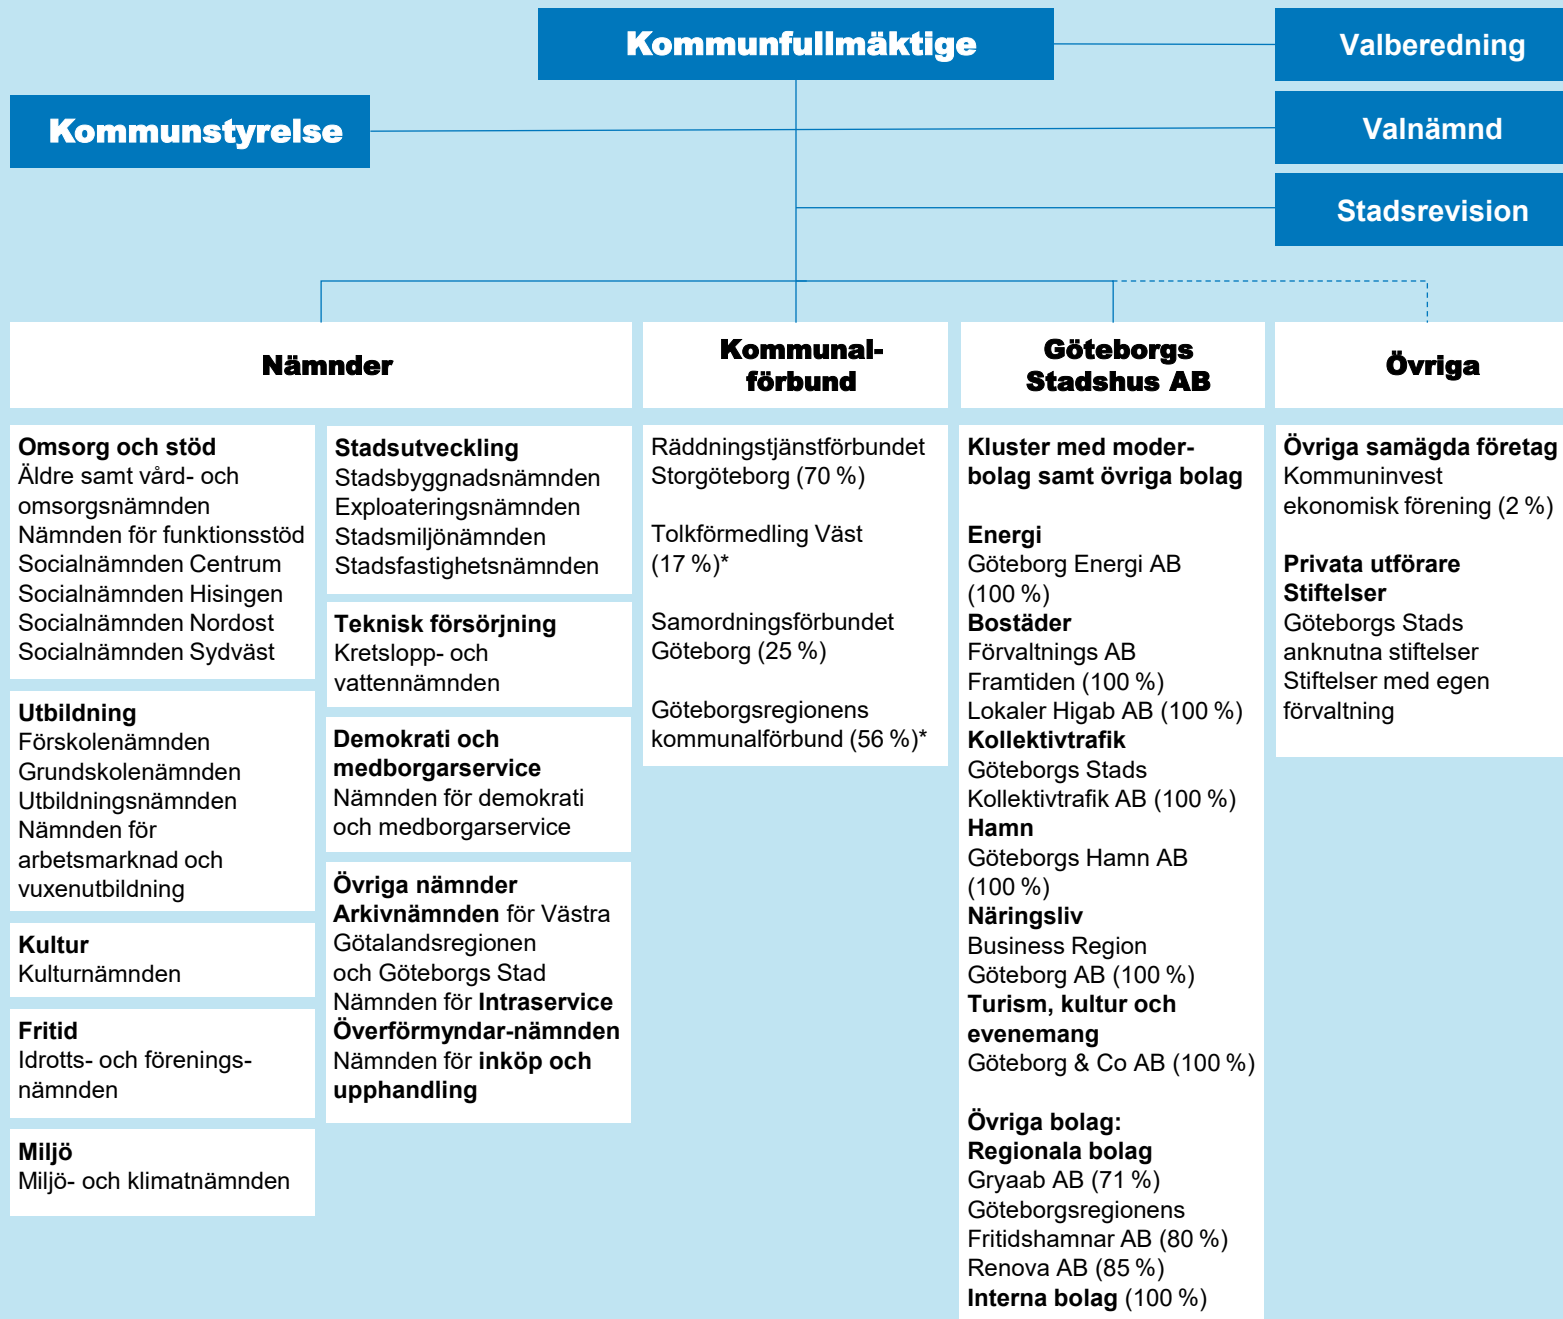 Kommunfullmäktige
Valberedning
Kommunstyrelse
Valnämnd
Stadsrevision
Nämnder
Omsorg och stöd
Äldre samt vård- och
omsorgsnämnden
Nämnden för funktionsstöd
Socialnämnden Centrum
Socialnämnden Hisingen
Socialnämnden Nordost
Socialnämnden Sydväst
Utbildning
Förskolenämnden
Grundskolenämnden
Utbildningsnämnden
Nämnden för
arbetsmarknad och
vuxenutbildning
Kultur
Kulturnämnden
Fritid
Idrotts- och förenings-
nämnden
Miljö
Miljö- och klimatnämnden
Stadsutveckling
Stadsbyggnadsnämnden
Exploateringsnämnden
Stadsmiljönämnden
Stadsfastighetsnämnden
Teknisk försörjning
Kretslopp- och
vattennämnden
Demokrati och
medborgarservice
Nämnden för demokrati
och medborgarservice
Övriga nämnder
Arkivnämnden för Västra
Götalandsregionen
och Göteborgs Stad
Nämnden för Intraservice
Överförmyndar-nämnden
Nämnden för inköp och
upphandling
Kommunal-
förbund
Räddningstjänstförbundet
Storgöteborg (70 %)
Tolkförmedling Väst
(17 %)*
Samordningsförbundet
Göteborg (25 %)
Göteborgsregionens
kommunalförbund (56 %)*
Göteborgs
Stadshus AB
Kluster med moder-
bolag samt övriga bolag
Energi
Göteborg Energi AB
(100 %)
Bostäder
Förvaltnings AB
Framtiden (100 %)
Lokaler Higab AB (100 %)
Kollektivtrafik
Göteborgs Stads
Kollektivtrafik AB (100 %)
Hamn
Göteborgs Hamn AB
(100 %)
Näringsliv
Business Region
Göteborg AB (100 %)
Turism, kultur och
evenemang
Göteborg & Co AB (100 %)
Övriga bolag:
Regionala bolag
Gryaab AB (71 %)
Göteborgsregionens
Fritidshamnar AB (80 %)
Renova AB (85 %)
Interna bolag (100 %)
Övriga
Övriga samägda företag
Kommuninvest
ekonomisk förening (2 %)
Privata utförare
Stiftelser
Göteborgs Stads
anknutna stiftelser
Stiftelser med egen
förvaltning